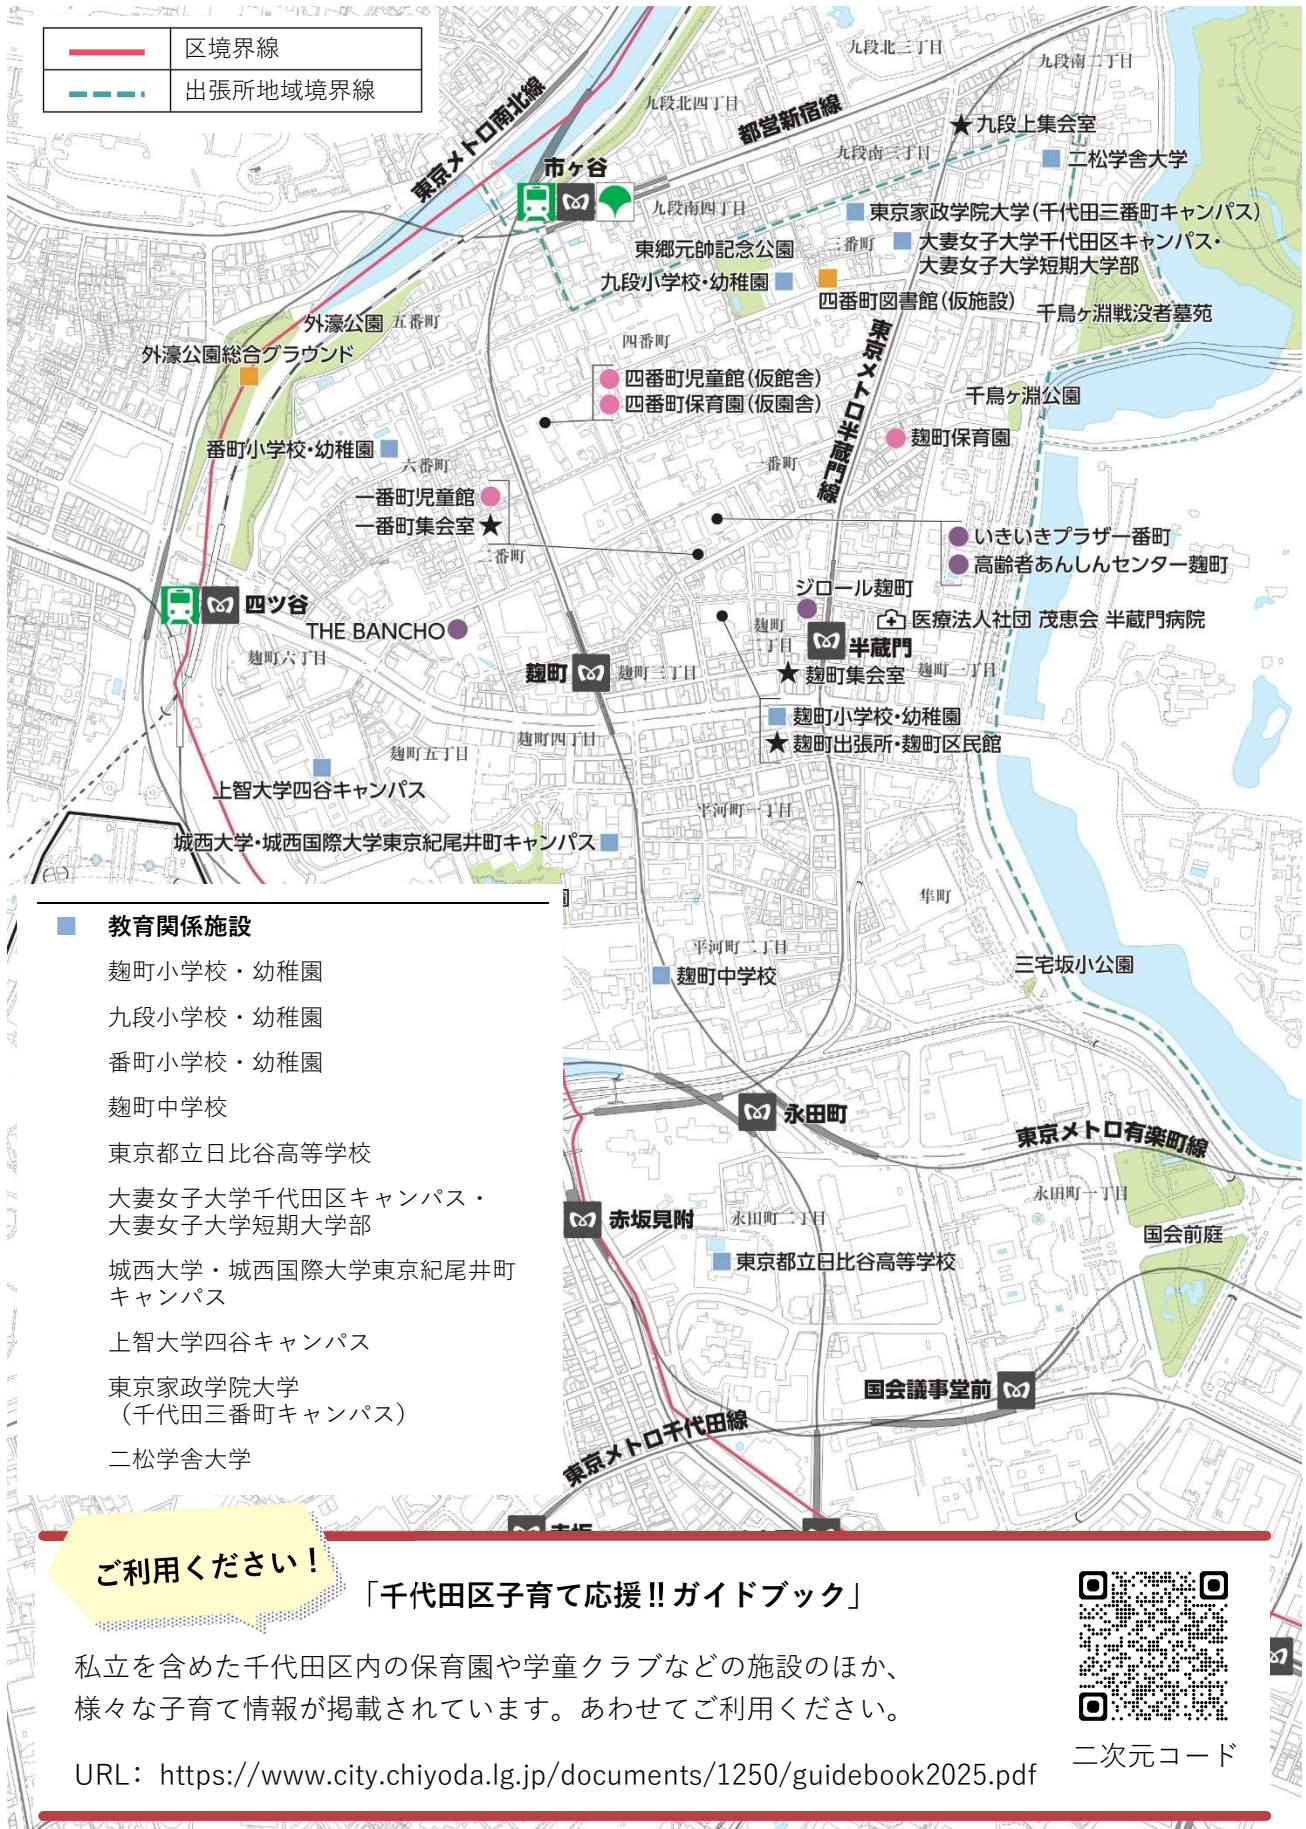 区境界線
出張所地域境界線
九段北三丁目
九段南二丁目
東京メトロ南北線
九段北四丁目
都営新宿線
★九段上集会室
九段南三丁目
二松学舎大学
市ヶ谷
九段南四丁目
東京家政学院大学(千代田三番町キャンパス)
東郷元帥記念公園
三番町
大妻女子大学千代田区キャンパス・
大妻女子大学短期大学部
九段小学校・幼稚園
四番町図書館(仮施設)
千鳥ヶ淵戦没者墓苑
外濠公園
五番町
四番町
東京メトロ半蔵門線
外濠公園総合グラウンド
四番町児童館(仮館舎)
四番町保育園(仮園舎)
千鳥ヶ淵公園
麹町保育園
番町小学校・幼稚園
六番町
一番町
一番町児童館
一番町集会室★
二番町
いきいきプラザ一番町
高齢者あんしんセンター麹町
ジロール麹町
四ツ谷
THE BANCHO
麹町
二丁目
医療法人社団 茂恵会 半蔵門病院
半蔵門
麹町六丁目
麹町
麹町三丁目
★麹町集会室
麹町一丁目
麹町小学校・幼稚園
★麹町出張所・麹町区民館
麹町四丁目
麹町五丁目
上智大学四谷キャンパス
平河町一丁目
城西大学・城西国際大学東京紀尾井町キャンパス
隼町
平河町二丁目
麹町中学校
三宅坂小公園
永田町
東京メトロ有楽町線
永田町一丁目
赤坂見附
永田町二丁目
国会前庭
東京都立日比谷高等学校
国会議事堂前
東京メトロ千代田線
教育関係施設
麹町小学校・幼稚園
九段小学校・幼稚園
番町小学校・幼稚園
麹町中学校
東京都立日比谷高等学校
大妻女子大学千代田区キャンパス・
大妻女子大学短期大学部
城西大学・城西国際大学東京紀尾井町
キャンパス
上智大学四谷キャンパス
東京家政学院大学
（千代田三番町キャンパス）
二松学舎大学
赤坂
ご利用ください！
「千代田区子育て応援!!ガイドブック」
私立を含めた千代田区内の保育園や学童クラブなどの施設のほか、
様々な子育て情報が掲載されています。あわせてご利用ください。
URL：https://www.city.chiyoda.lg.jp/documents/1250/guidebook2025.pdf
二次元コード